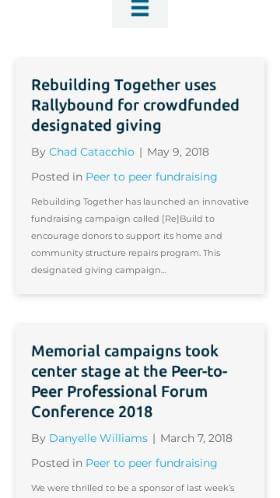 Rebuilding Together uses
Rallybound for crowdfunded
designated giving
By Chad Catacchio | May 9, 2018
Posted in Peer to peer fundraising
Rebuilding Together has launched an innovative
fundraising campaign called [Re]Build to
encourage donors to support its home and
community structure repairs program. This
designated giving campaign...
Memorial campaigns took
center stage at the Peer-to-
Peer Professional Forum
Conference 2018
By Danyelle Williams | March 7, 2018
Posted in Peer to peer fundraising
We were thrilled to be a sponsor of last week's